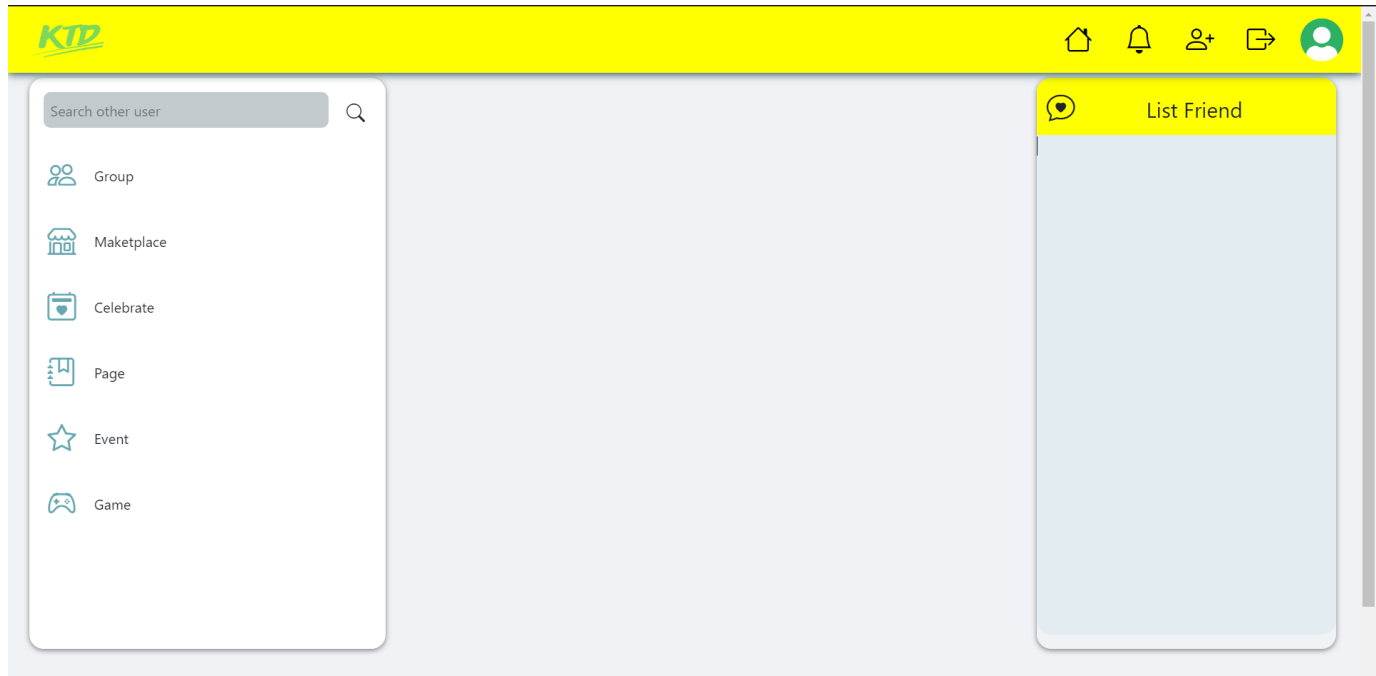 KTD
Search other user
List Friend
Group
Maketplace
Celebrate
Page
Event
Game